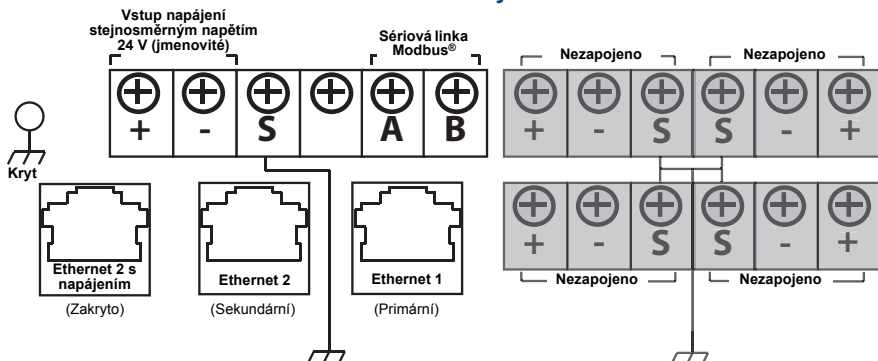 Vstup napájení
stejnosměrným napětím
24 V (jmenovité)
Sériová linka
Modbus®
Nezapojeno
Nezapojeno
+ - S A B
+ - S S - +
Kryt
+ - S S - +
Ethernet 2 s
napájením
Ethernet 2
Ethernet 1
Nezapojeno
Nezapojeno
(Zakryto)
(Sekundární)
(Primární)